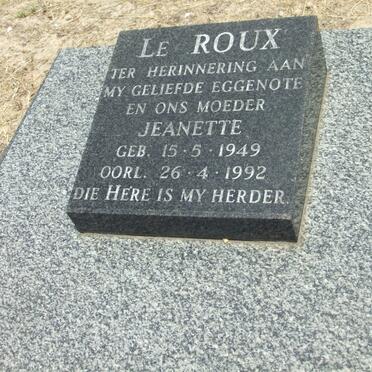 LE ROUX
TER HERINNERING AAN
MY GELIEFDE EGGENOTE
EN ONS MOEDER
JEANETTE
GEB. 15·5·1949
OORL. 26·4·1992
DIE HERE IS MY HERDER.